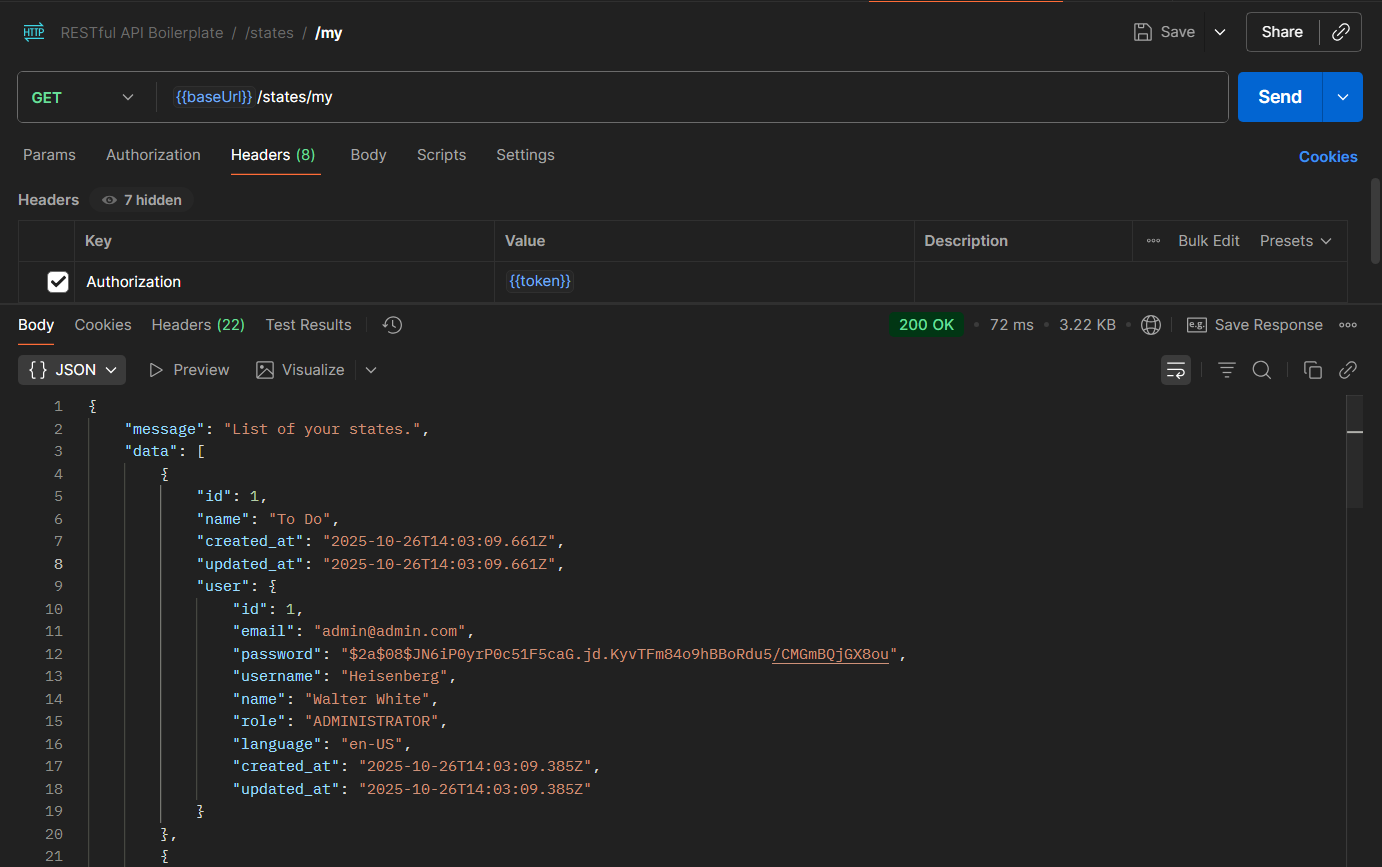 HTTP RESTful API Boilerplate / /states / /my Save Share
GET {{baseUrl}} /states/my Send
Params Authorization Headers (8) Body Scripts Settings Cookies
Headers 7 hidden
Key Value Description Bulk Edit Presets
Authorization {{token}}
Body Cookies Headers (22) Test Results 200 OK • 72 ms • 3.22 KB • e.g. Save Response
{} JSON Preview Visualize
1 {
2 "message": "List of your states.",
3 "data": [
4 {
5 "id": 1,
6 "name": "To Do",
7 "created_at": "2025-10-26T14:03:09.661Z",
8 "updated_at": "2025-10-26T14:03:09.661Z",
9 "user": {
10 "id": 1,
11 "email": "admin@admin.com",
12 "password": "$2a$08$JN6iP0yrP0c51F5caG.jd.KyvTFm84o9hBBoRdu5/CMGmBQjGX8ou",
13 "username": "Heisenberg",
14 "name": "Walter White",
15 "role": "ADMINISTRATOR",
16 "language": "en-US",
17 "created_at": "2025-10-26T14:03:09.385Z",
18 "updated_at": "2025-10-26T14:03:09.385Z"
19 }
20 },
21 {